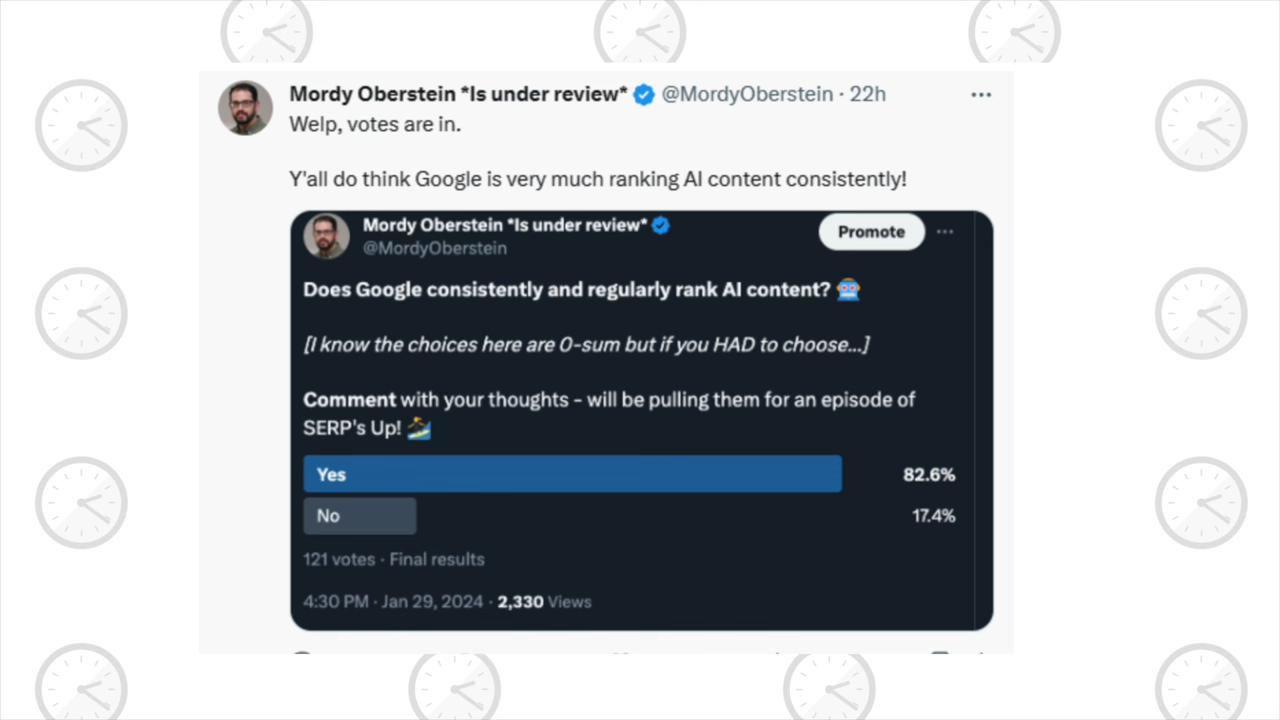 Mordy Oberstein *Is under review* @MordyOberstein · 22h
Welp, votes are in.
Y'all do think Google is very much ranking AI content consistently!
Mordy Oberstein *Is under review*
@MordyOberstein
Promote
Does Google consistently and regularly rank AI content? 🤖
[I know the choices here are 0-sum but if you HAD to choose...]
Comment with your thoughts - will be pulling them for an episode of
SERP's Up! 🏄
Yes 82.6%
No 17.4%
121 votes · Final results
4:30 PM · Jan 29, 2024 · 2,330 Views